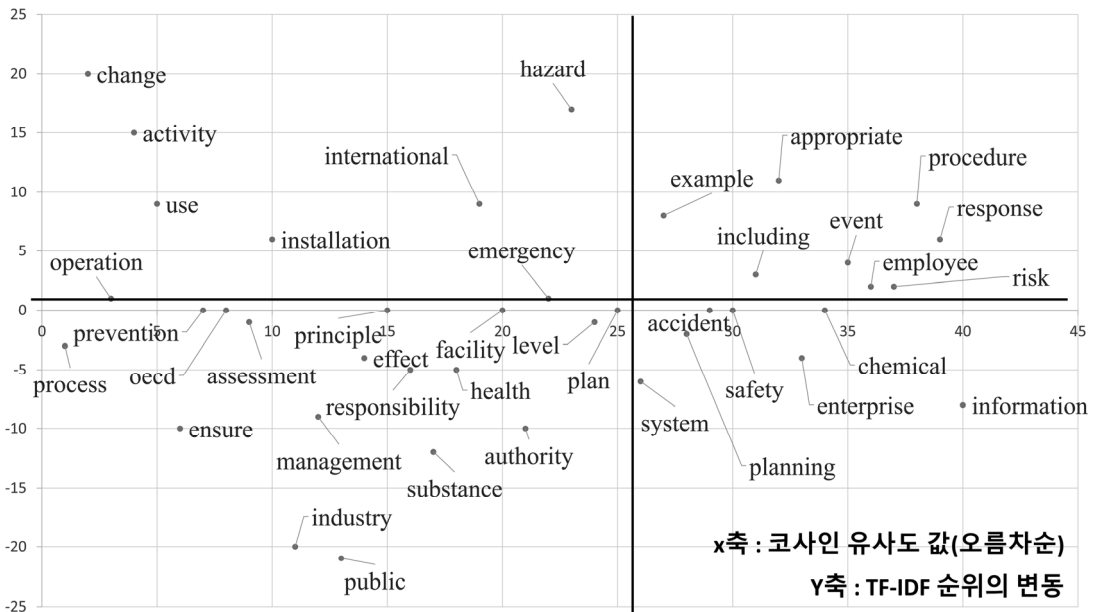 25
20
change
hazard
15
activity
appropriate
international
procedure
example
10
use
response
event
including
installation
emergency
employee
5
operation
risk
0
0 5 10 15 20 25 30 35 40 45
prevention
principle
accident
facility
level
effect
chemical
process
oecd
assessment
plan
-5
safety
health
responsibility
enterprise
information
system
ensure
-10
management
authority
planning
substance
-15
industry
x축 : 코사인 유사도 값(오름차순)
-20
public
Y축 : TF-IDF 순위의 변동
-25